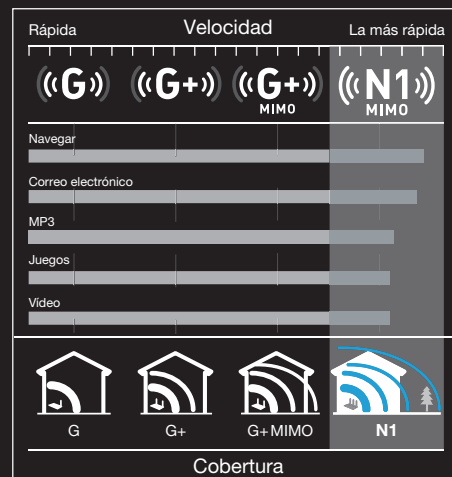 Rápida Velocidad La más rápida
G G+ G+ N1
MIMO MIMO
Navegar
Correo electrónico
MP3
Juegos
Vídeo
G G+ G+MIMO N1
Cobertura